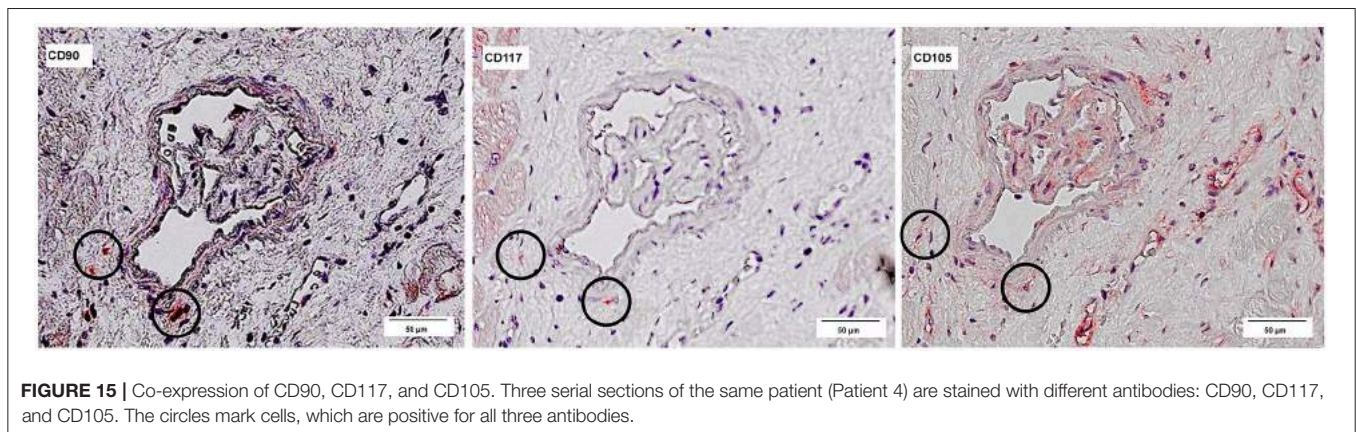 CD90
CD117
CD105
50 µm
50 µm
50 µm
FIGURE 15 | Co-expression of CD90, CD117, and CD105. Three serial sections of the same patient (Patient 4) are stained with different antibodies: CD90, CD117,
and CD105. The circles mark cells, which are positive for all three antibodies.